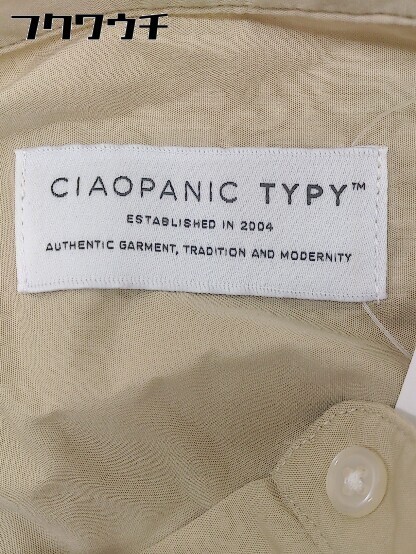 フクワウチ
CIAOPANIC TYPY™
ESTABLISHED IN 2004
AUTHENTIC GARMENT, TRADITION AND MODERNITY